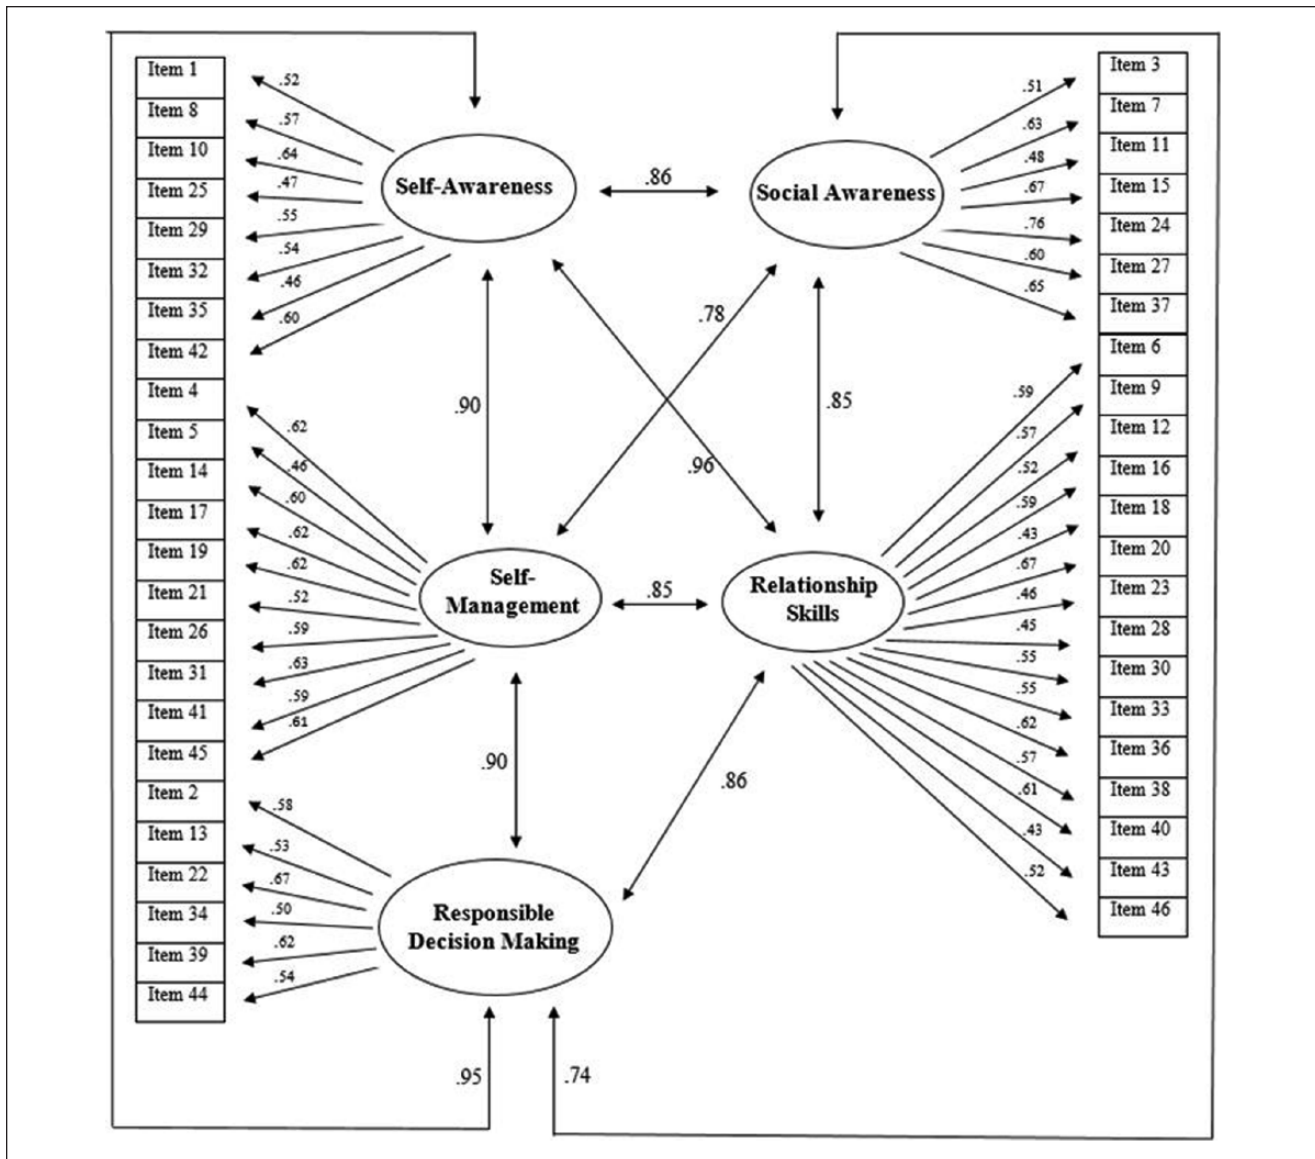 Item 1
Item 8
Item 10
Item 25
Item 29
Item 32
Item 35
Item 42
Item 4
Item 5
Item 14
Item 17
Item 19
Item 21
Item 26
Item 31
Item 41
Item 45
Item 2
Item 13
Item 22
Item 34
Item 39
Item 44
.52
.57
.64
.47
.55
.54
.46
.60
.62
.46
.60
.62
.62
.52
.59
.63
.59
.61
.58
.53
.67
.50
.62
.54
Self-Awareness
.86
Social Awareness
.90
.78
.96
.85
Self-
Management
.85
Relationship
Skills
.90
.86
Responsible
Decision Making
.95
.74
.51
.63
.48
.67
.76
.60
.65
.59
.57
.52
.59
.43
.67
.46
.45
.55
.55
.62
.57
.61
.43
.52
Item 3
Item 7
Item 11
Item 15
Item 24
Item 27
Item 37
Item 6
Item 9
Item 12
Item 16
Item 18
Item 20
Item 23
Item 28
Item 30
Item 33
Item 36
Item 38
Item 40
Item 43
Item 46